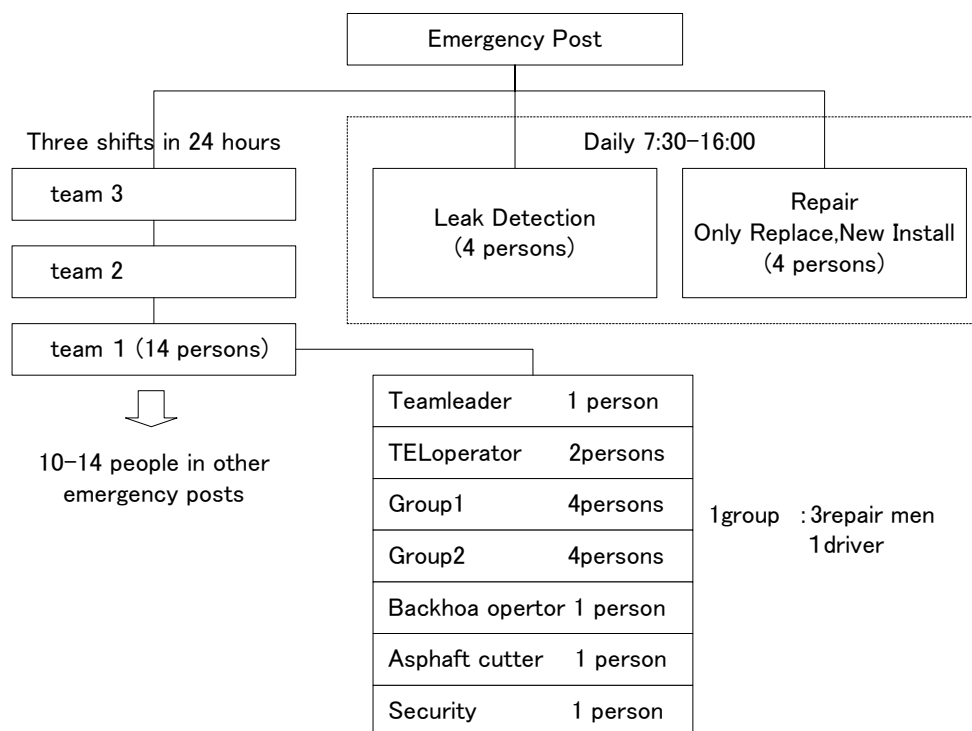 Emergency Post
Three shifts in 24 hours
team 3
team 2
team 1 (14 persons)
10-14 people in other
emergency posts
Daily 7:30-16:00
Leak Detection
(4 persons)
Repair
Only Replace,New Install
(4 persons)
Teamleader 1 person
TELoperator 2persons
Group1 4persons
Group2 4persons
Backhoa opertor 1 person
Asphaft cutter 1 person
Security 1 person
1group :3repair men
1driver